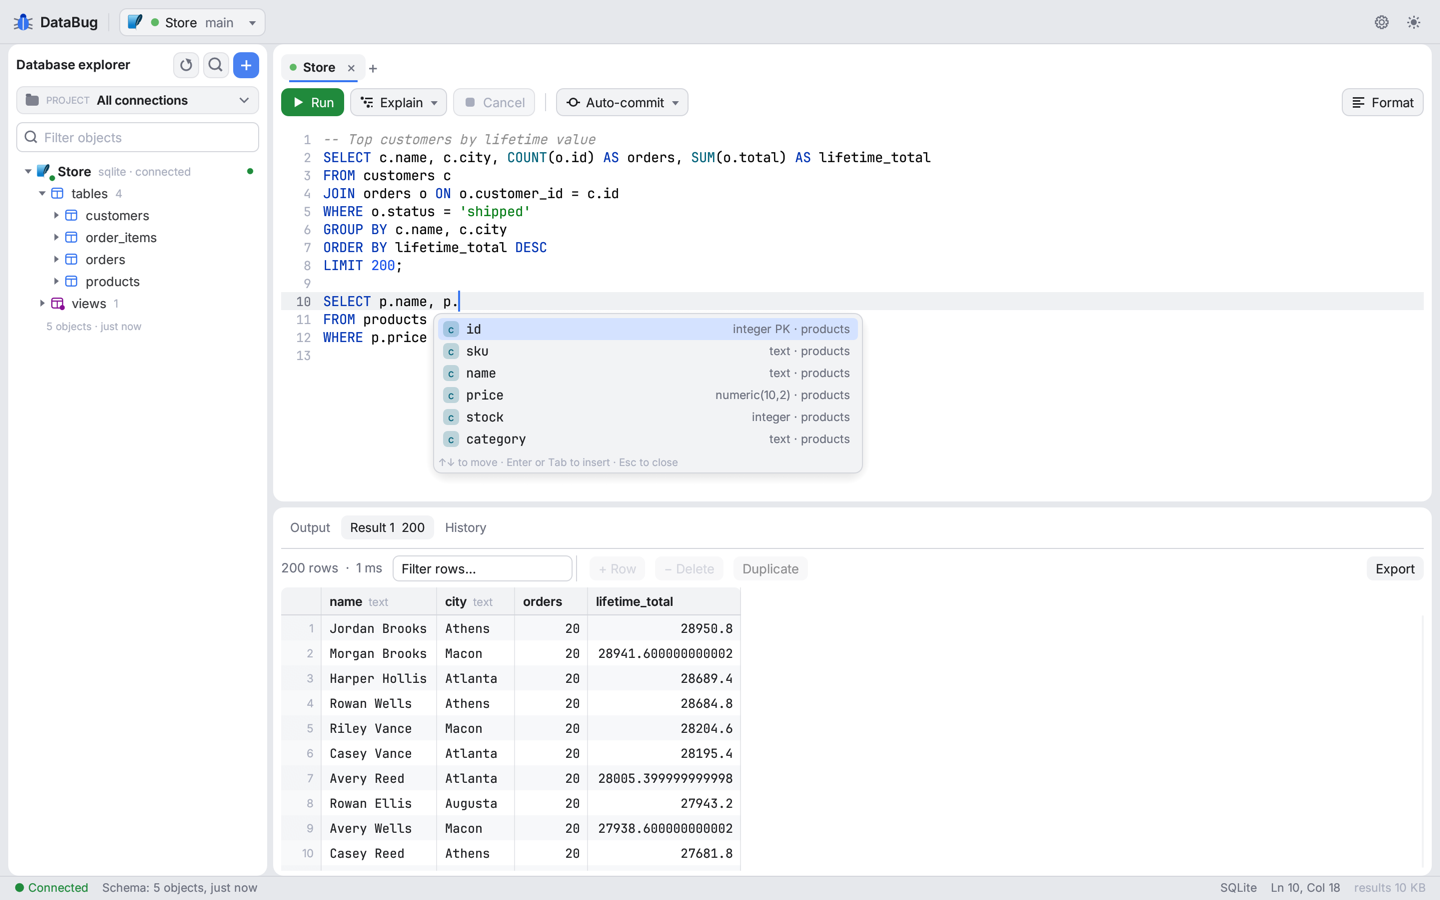 DataBug
Store main
Database explorer
PROJECT All connections
Filter objects
Store sqlite · connected
tables 4
customers
order_items
orders
products
views 1
5 objects · just now
Store × +
Run Explain Cancel Auto-commit Format
1 -- Top customers by lifetime value
2 SELECT c.name, c.city, COUNT(o.id) AS orders, SUM(o.total) AS lifetime_total
3 FROM customers c
4 JOIN orders o ON o.customer_id = c.id
5 WHERE o.status = 'shipped'
6 GROUP BY c.name, c.city
7 ORDER BY lifetime_total DESC
8 LIMIT 200;
9
10 SELECT p.name, p.
11 FROM products
12 WHERE p.price
13
c id integer PK · products
c sku text · products
c name text · products
c price numeric(10,2) · products
c stock integer · products
c category text · products
↑↓ to move · Enter or Tab to insert · Esc to close
Output Result 1 200 History
200 rows · 1 ms Filter rows... + Row − Delete Duplicate Export
name text city text orders lifetime_total
1 Jordan Brooks Athens 20 28950.8
2 Morgan Brooks Macon 20 28941.600000000002
3 Harper Hollis Atlanta 20 28689.4
4 Rowan Wells Athens 20 28684.8
5 Riley Vance Macon 20 28204.6
6 Casey Vance Atlanta 20 28195.4
7 Avery Reed Atlanta 20 28005.399999999998
8 Rowan Ellis Augusta 20 27943.2
9 Avery Wells Macon 20 27938.600000000002
10 Casey Reed Athens 20 27681.8
Connected Schema: 5 objects, just now SQLite Ln 10, Col 18 results 10 KB